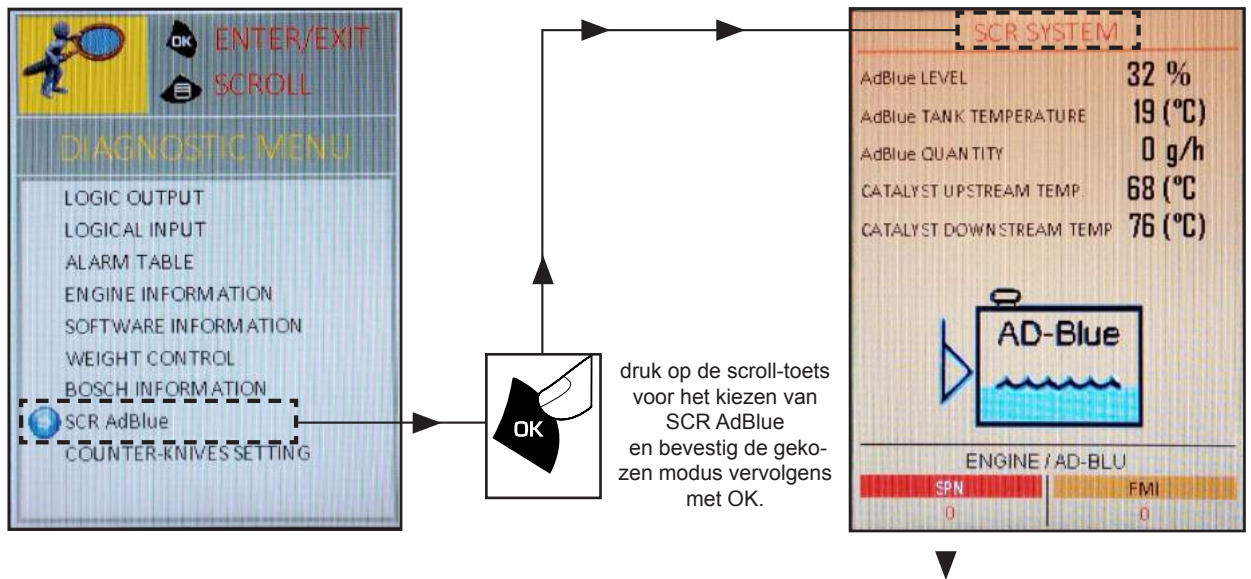 OK ENTER/EXIT
SCROLL
DIAGNOSTIC MENU
LOGIC OUTPUT
LOGICAL INPUT
ALARM TABLE
ENGINE INFORMATION
SOFTWARE INFORMATION
WEIGHT CONTROL
BOSCH INFORMATION
SCR AdBlue
COUNTER-KNIVES SETTING
OK
druk op de scroll-toets
voor het kiezen van
SCR AdBlue
en bevestig de geko-
zen modus vervolgens
met OK.
SCR SYSTEM
AdBlue LEVEL 32 %
AdBlue TANK TEMPERATURE 19 (°C)
AdBlue QUANTITY 0 g/h
CATALYST UPSTREAM TEMP. 68 (°C
CATALYST DOWNSTREAM TEMP 76 (°C)
AD-Blue
ENGINE / AD-BLU
SPN FMI
0 0